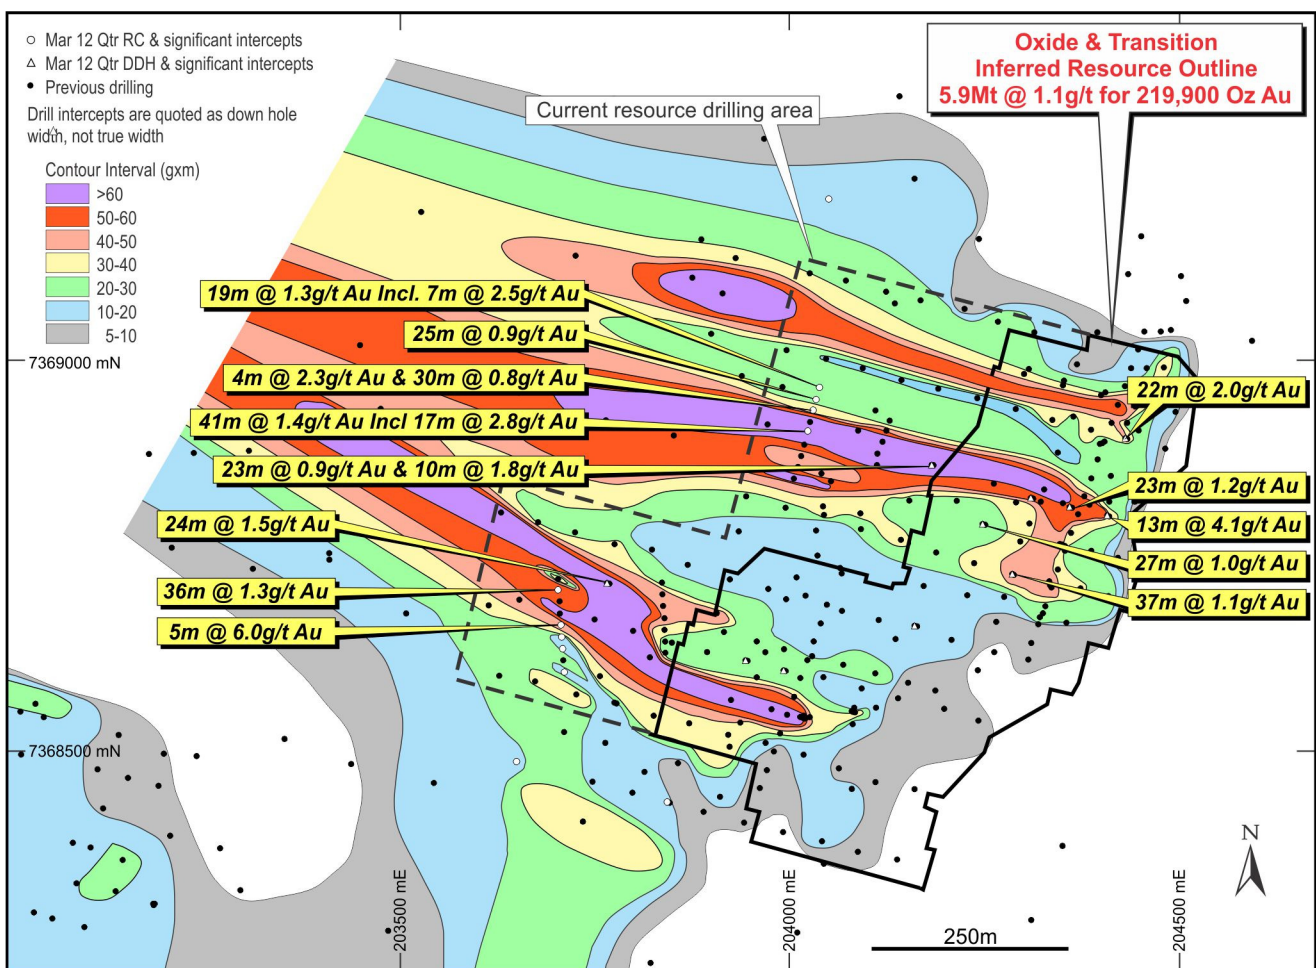 Mar 12 Qtr RC & significant intercepts
Mar 12 Qtr DDH & significant intercepts
Previous drilling
Drill intercepts are quoted as down hole
width, not true width
Contour Interval (gxm)
>60
50-60
40-50
30-40
20-30
10-20
5-10
Oxide & Transition
Inferred Resource Outline
5.9Mt @ 1.1g/t for 219,900 Oz Au
Current resource drilling area
19m @ 1.3g/t Au Incl. 7m @ 2.5g/t Au
25m @ 0.9g/t Au
7369000 mN
4m @ 2.3g/t Au & 30m @ 0.8g/t Au
22m @ 2.0g/t Au
41m @ 1.4g/t Au Incl 17m @ 2.8g/t Au
23m @ 0.9g/t Au & 10m @ 1.8g/t Au
23m @ 1.2g/t Au
13m @ 4.1g/t Au
24m @ 1.5g/t Au
27m @ 1.0g/t Au
36m @ 1.3g/t Au
37m @ 1.1g/t Au
5m @ 6.0g/t Au
7368500 mN
203500 mE
204000 mE
204500 mE
N
250m